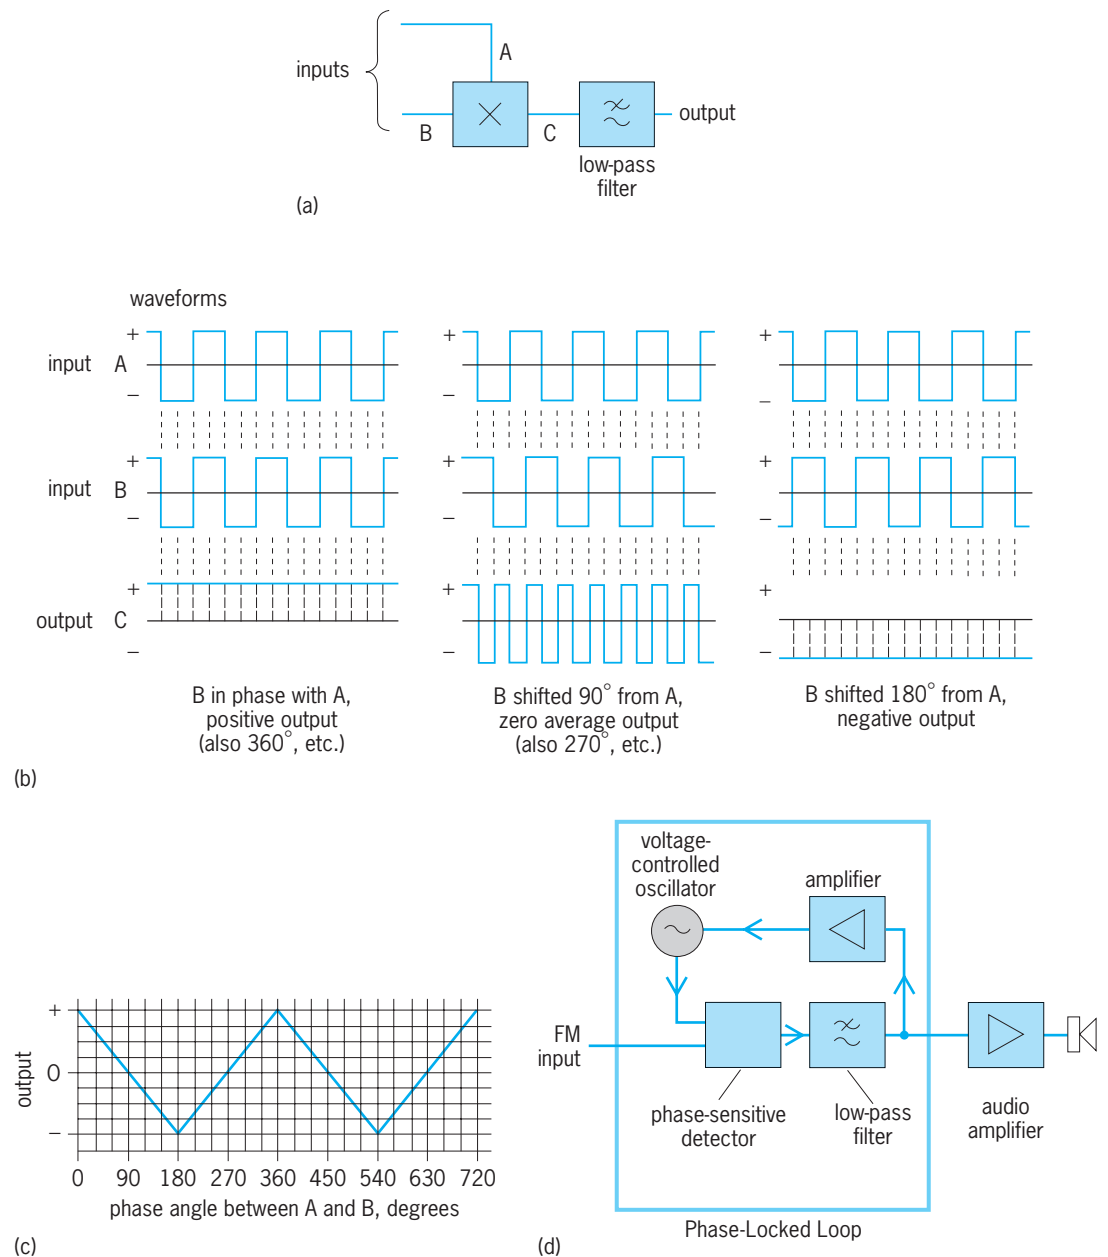 A
inputs
B
C
output
low-pass
filter
(a)
waveforms
+ + +
input A
− − −
+ + +
input B
− − −
+ + +
output C
− − −
B in phase with A,
positive output
(also 360°, etc.)
B shifted 90° from A,
zero average output
(also 270°, etc.)
B shifted 180° from A,
negative output
(b)
+
0
−
output
0 90 180 270 360 450 540 630 720
phase angle between A and B, degrees
(c)
voltage-
controlled
oscillator
amplifier
FM
input
phase-sensitive
detector
low-pass
filter
audio
amplifier
Phase-Locked Loop
(d)